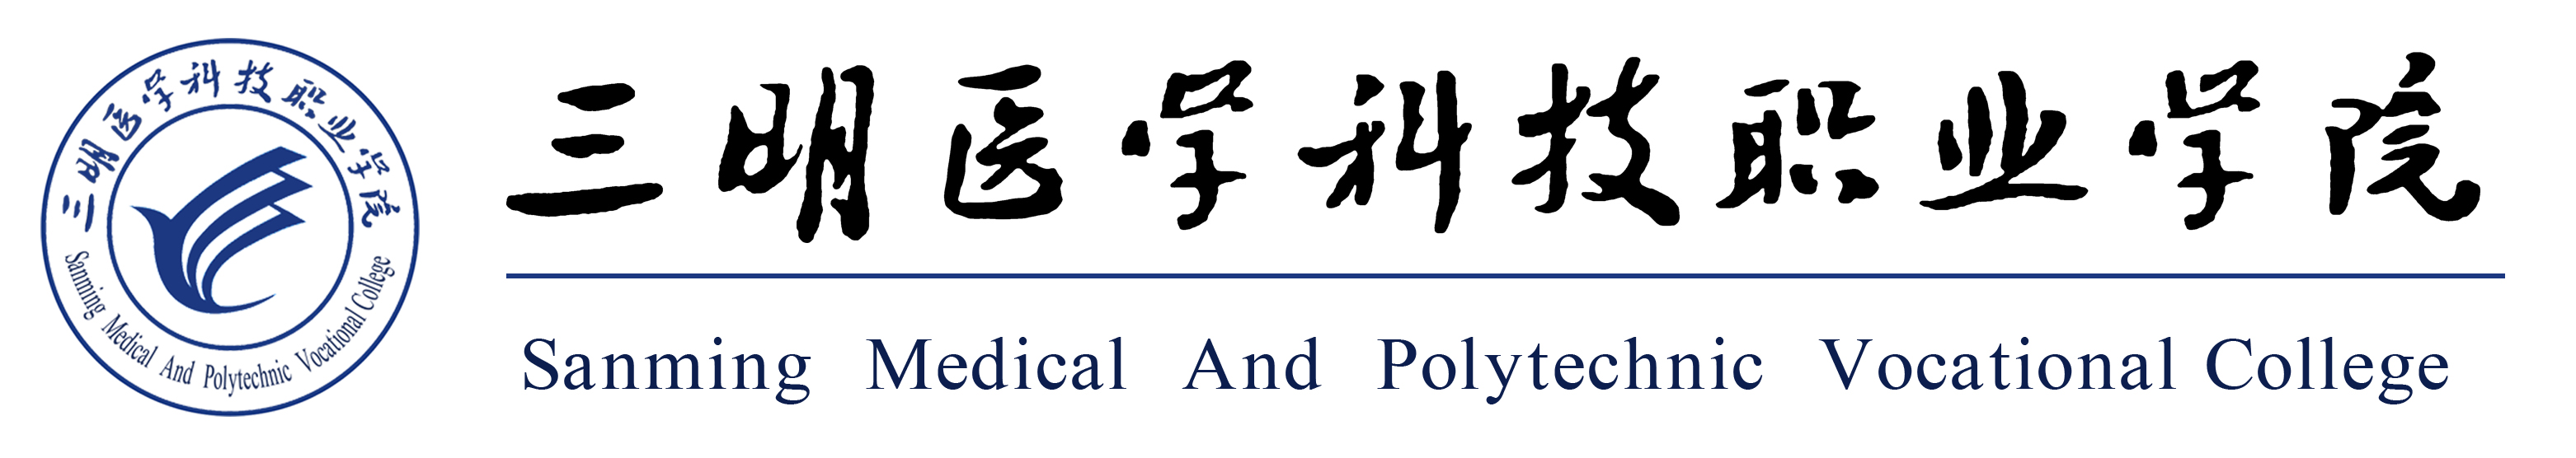 三明医学科技职业学院
Sanming Medical And Polytechnic Vocational College
三明医学科技职业学院
Sanming Medical And Polytechnic Vocational College